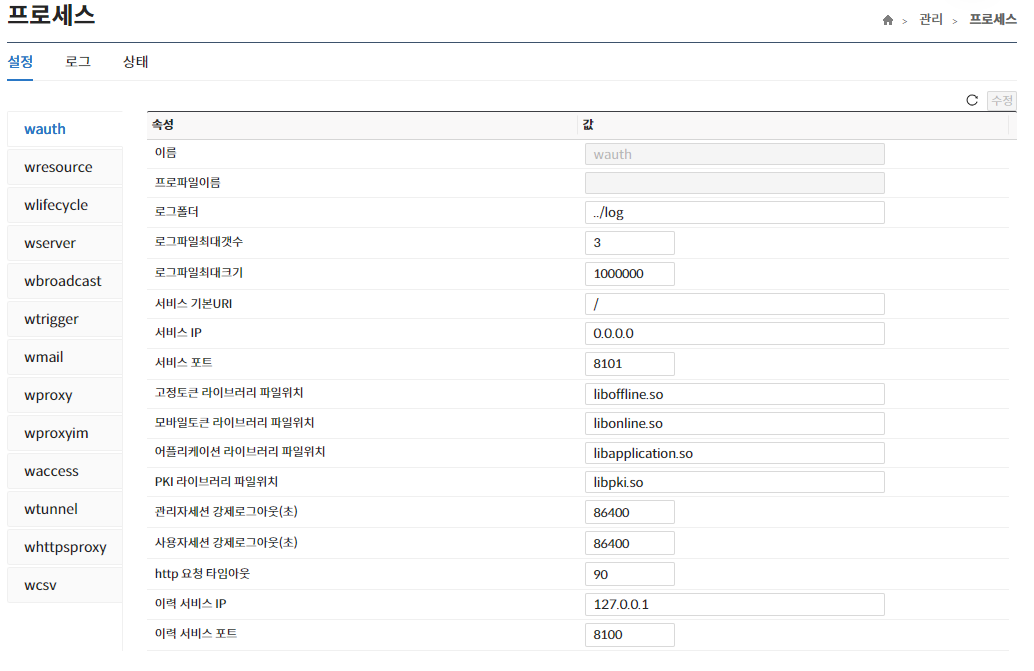 프로세스
> 관리 > 프로세스
설정 로그 상태
수정
wauth
wresource
wlifecycle
wserver
wbroadcast
wtrigger
wmail
wproxy
wproxyim
waccess
wtunnel
whttpsproxy
wcsv
속성 값
이름 wauth
프로파일이름
로그폴더 ../log
로그파일최대갯수 3
로그파일최대크기 1000000
서비스 기본URI /
서비스 IP 0.0.0.0
서비스 포트 8101
고정토큰 라이브러리 파일위치 liboffline.so
모바일토큰 라이브러리 파일위치 libonline.so
어플리케이션 라이브러리 파일위치 libapplication.so
PKI 라이브러리 파일위치 libpki.so
관리자세션 강제로그아웃(초) 86400
사용자세션 강제로그아웃(초) 86400
http 요청 타임아웃 90
이력 서비스 IP 127.0.0.1
이력 서비스 포트 8100